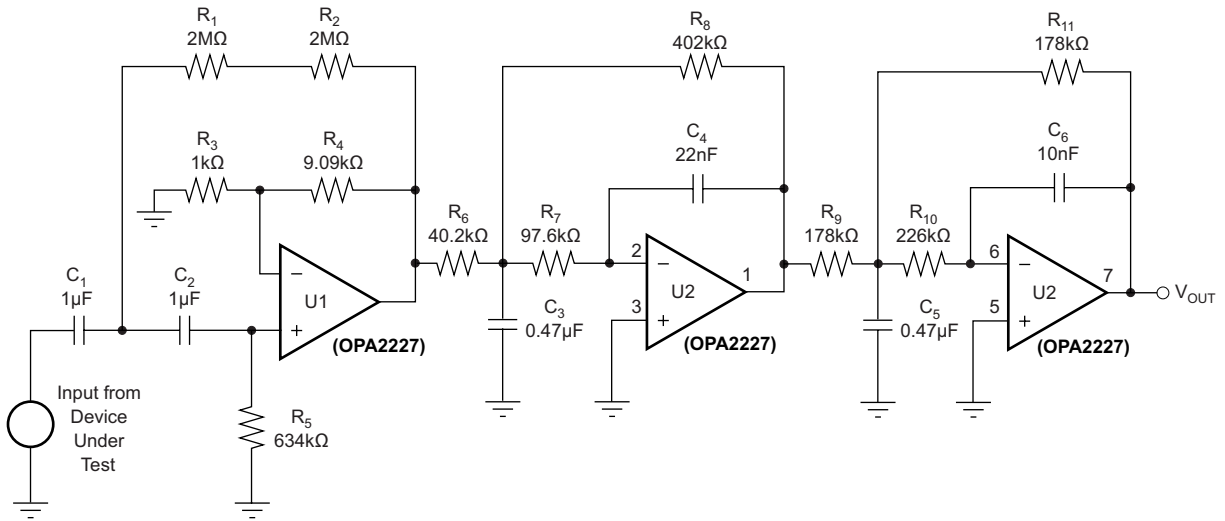 R1
2MΩ
R2
2MΩ
R8
402kΩ
R11
178kΩ
R3
1kΩ
R4
9.09kΩ
C4
22nF
C6
10nF
R6
40.2kΩ
R7
97.6kΩ
R9
178kΩ
R10
226kΩ
C1
1µF
C2
1µF
−
+
U1
(OPA2227)
C3
0.47µF
2
−
3
+
U2
1
(OPA2227)
C5
0.47µF
6
−
5
+
U2
7
(OPA2227)
VOUT
Input from
Device
Under
Test
R5
634kΩ